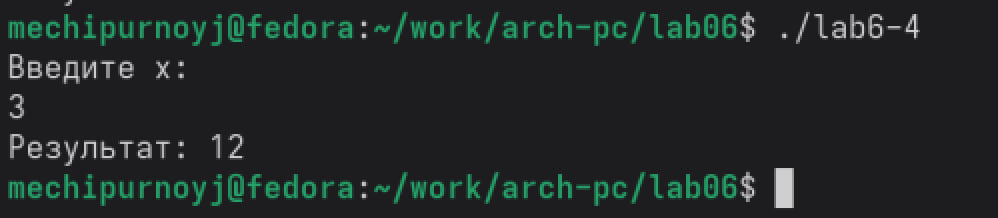 mechipurnoyj@fedora:~/work/arch-pc/lab06$ ./lab6-4
Введите x:
3
Результат: 12
mechipurnoyj@fedora:~/work/arch-pc/lab06$